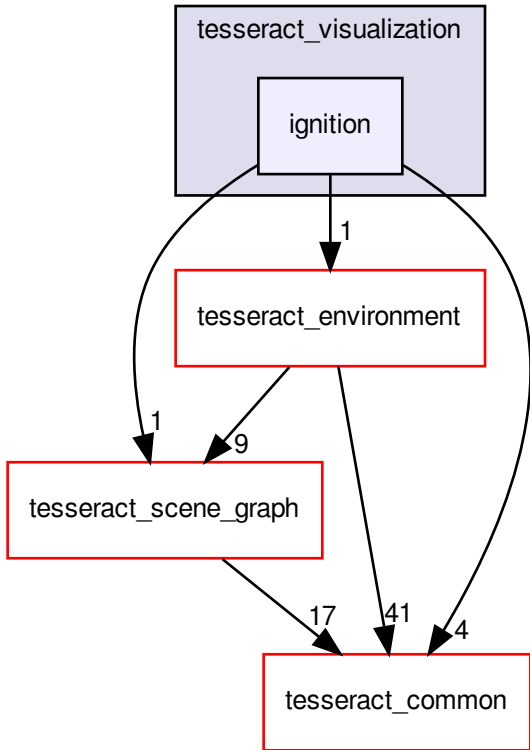 tesseract_visualization
ignition
1
tesseract_environment
1
9
tesseract_scene_graph
17
41
4
tesseract_common